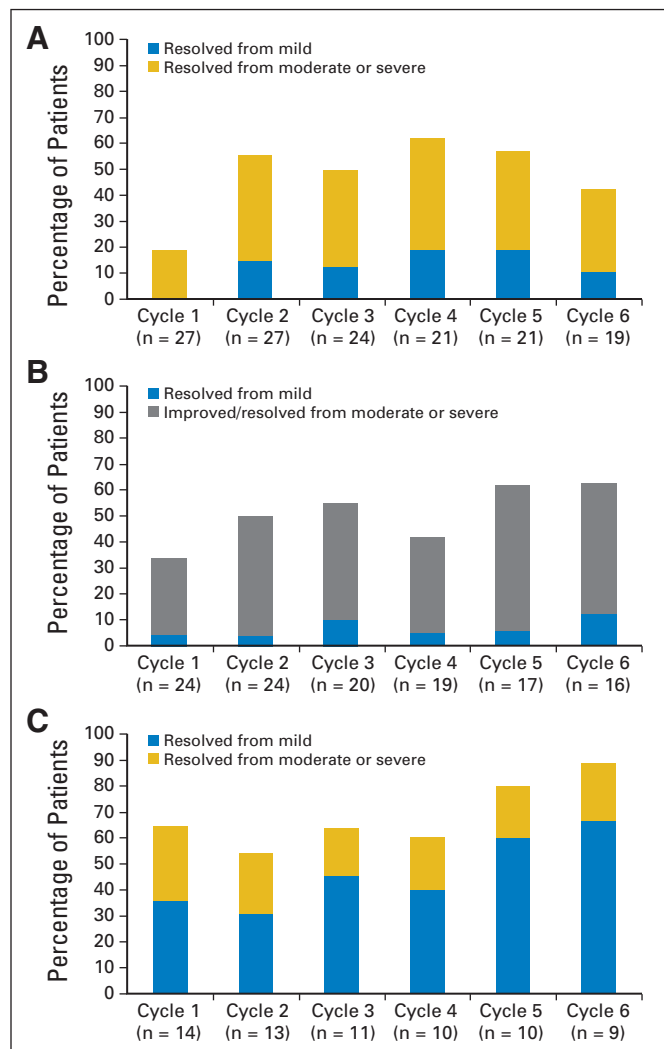 A
Resolved from mild
Resolved from moderate or severe
Percentage of Patients
100
90
80
70
60
50
40
30
20
10
0
Cycle 1 Cycle 2 Cycle 3 Cycle 4 Cycle 5 Cycle 6
(n = 27) (n = 27) (n = 24) (n = 21) (n = 21) (n = 19)
B
Resolved from mild
Improved/resolved from moderate or severe
Percentage of Patients
100
90
80
70
60
50
40
30
20
10
0
Cycle 1 Cycle 2 Cycle 3 Cycle 4 Cycle 5 Cycle 6
(n = 24) (n = 24) (n = 20) (n = 19) (n = 17) (n = 16)
C
Resolved from mild
Resolved from moderate or severe
Percentage of Patients
100
90
80
70
60
50
40
30
20
10
0
Cycle 1 Cycle 2 Cycle 3 Cycle 4 Cycle 5 Cycle 6
(n = 14) (n = 13) (n = 11) (n = 10) (n = 10) (n = 9)